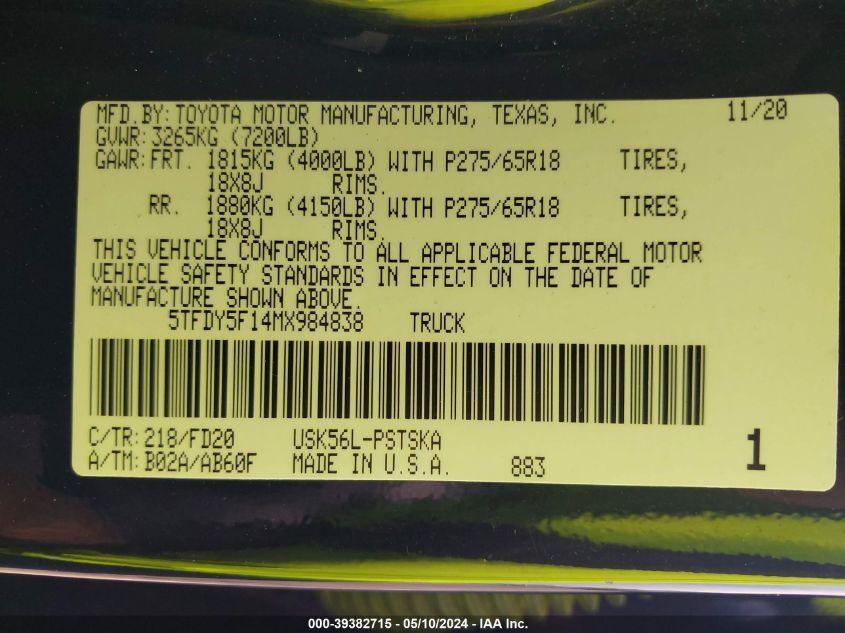 MFD.BY: TOYOTA MOTOR MANUFACTURING, TEXAS, INC. 11/20
GVWR: 3265KG (7200LB)
GAWR: FRT. 1815KG (4000LB) WITH P275/65R18 TIRES,
18X8J RIMS.
RR. 1880KG (4150LB) WITH P275/65R18 TIRES,
18X8J RIMS.
THIS VEHICLE CONFORMS TO ALL APPLICABLE FEDERAL MOTOR
VEHICLE SAFETY STANDARDS IN EFFECT ON THE DATE OF
MANUFACTURE SHOWN ABOVE.
5TFDY5F14MX984838 TRUCK
C/TR: 218/FD20 USK56L-PSTSKA
A/TM: B02A/AB60F MADE IN U.S.A. 883 1
000-39382715 - 05/10/2024 - IAA Inc.